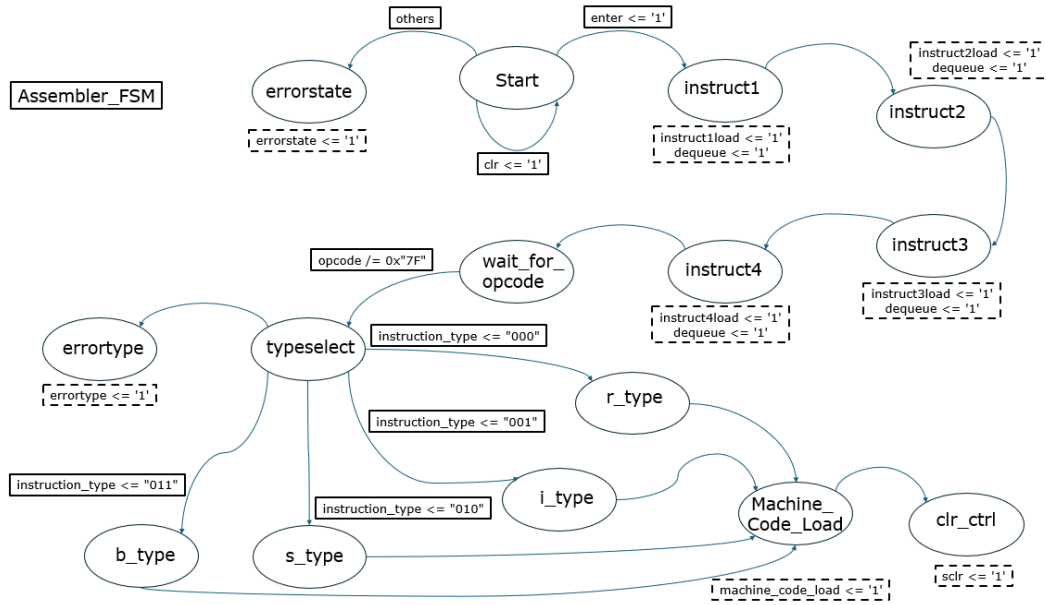 others
enter <= '1'
Assembler_FSM
errorstate
Start
instruct1
instruct2load <= '1'
dequeue <= '1'
instruct2
errorstate <= '1'
clr <= '1'
instruct1load <= '1'
dequeue <= '1'
opcode /= 0x"7F"
wait_for_
opcode
instruct4
instruct3
instruct4load <= '1'
dequeue <= '1'
instruct3load <= '1'
dequeue <= '1'
errortype
typeselect
instruction_type <= "000"
errortype <= '1'
r_type
instruction_type <= "001"
instruction_type <= "011"
instruction_type <= "010"
i_type
Machine_
Code_Load
clr_ctrl
b_type
s_type
machine_code_load <= '1'
sclr <= '1'